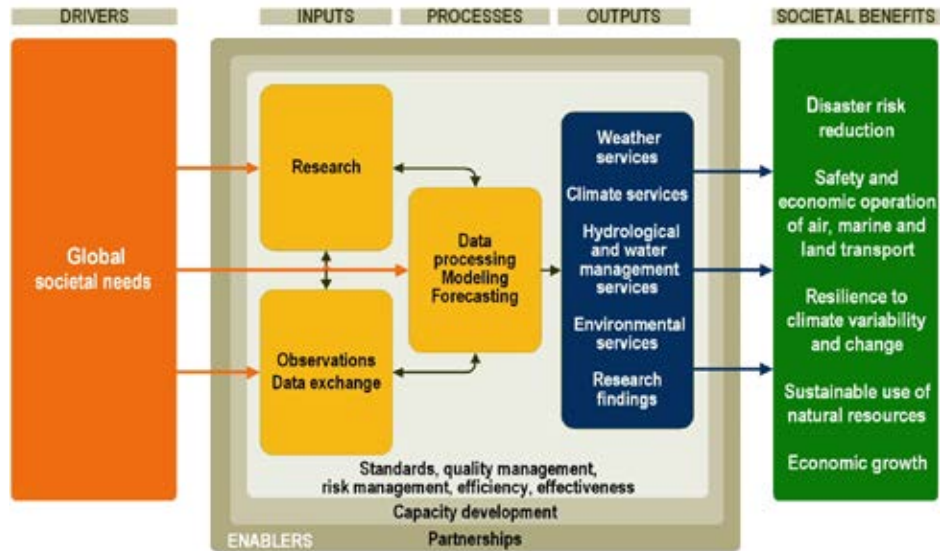 DRIVERS
INPUTS
PROCESSES
OUTPUTS
SOCIETAL BENEFITS
Global
societal needs
Research
Observations
Data exchange
Data
processing
Modeling
Forecasting
Weather
services
Climate services
Hydrological
and water
management
services
Environmental
services
Research
findings
Disaster risk
reduction
Safety and
economic operation
of air, marine and
land transport
Resilience to
climate variability
and change
Sustainable use of
natural resources
Economic growth
Standards, quality management,
risk management, efficiency, effectiveness
Capacity development
ENABLERS
Partnerships